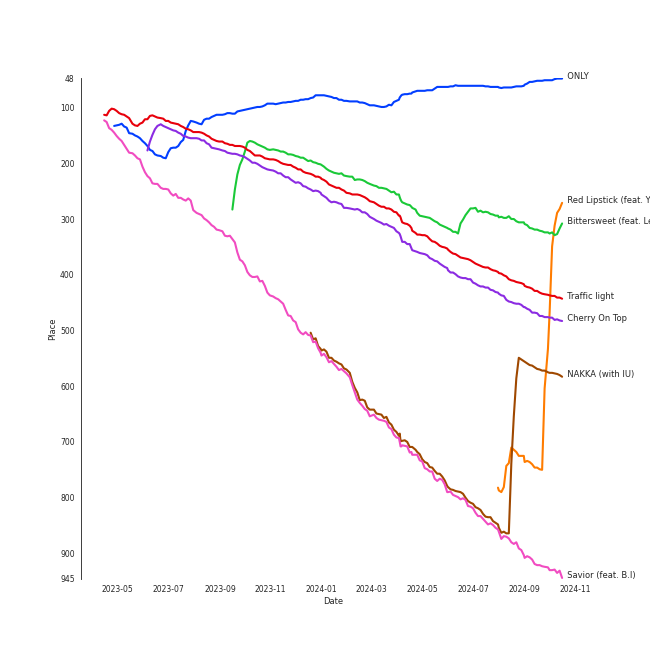 48
100
200
300
400
500
600
700
800
900
945
Place
2023-05
2023-07
2023-09
2023-11
2024-01
2024-03
2024-05
2024-07
2024-09
2024-11
Date
ONLY
Red Lipstick (feat. Y
Bittersweet (feat. Le
Traffic light
Cherry On Top
NAKKA (with IU)
Savior (feat. B.I)